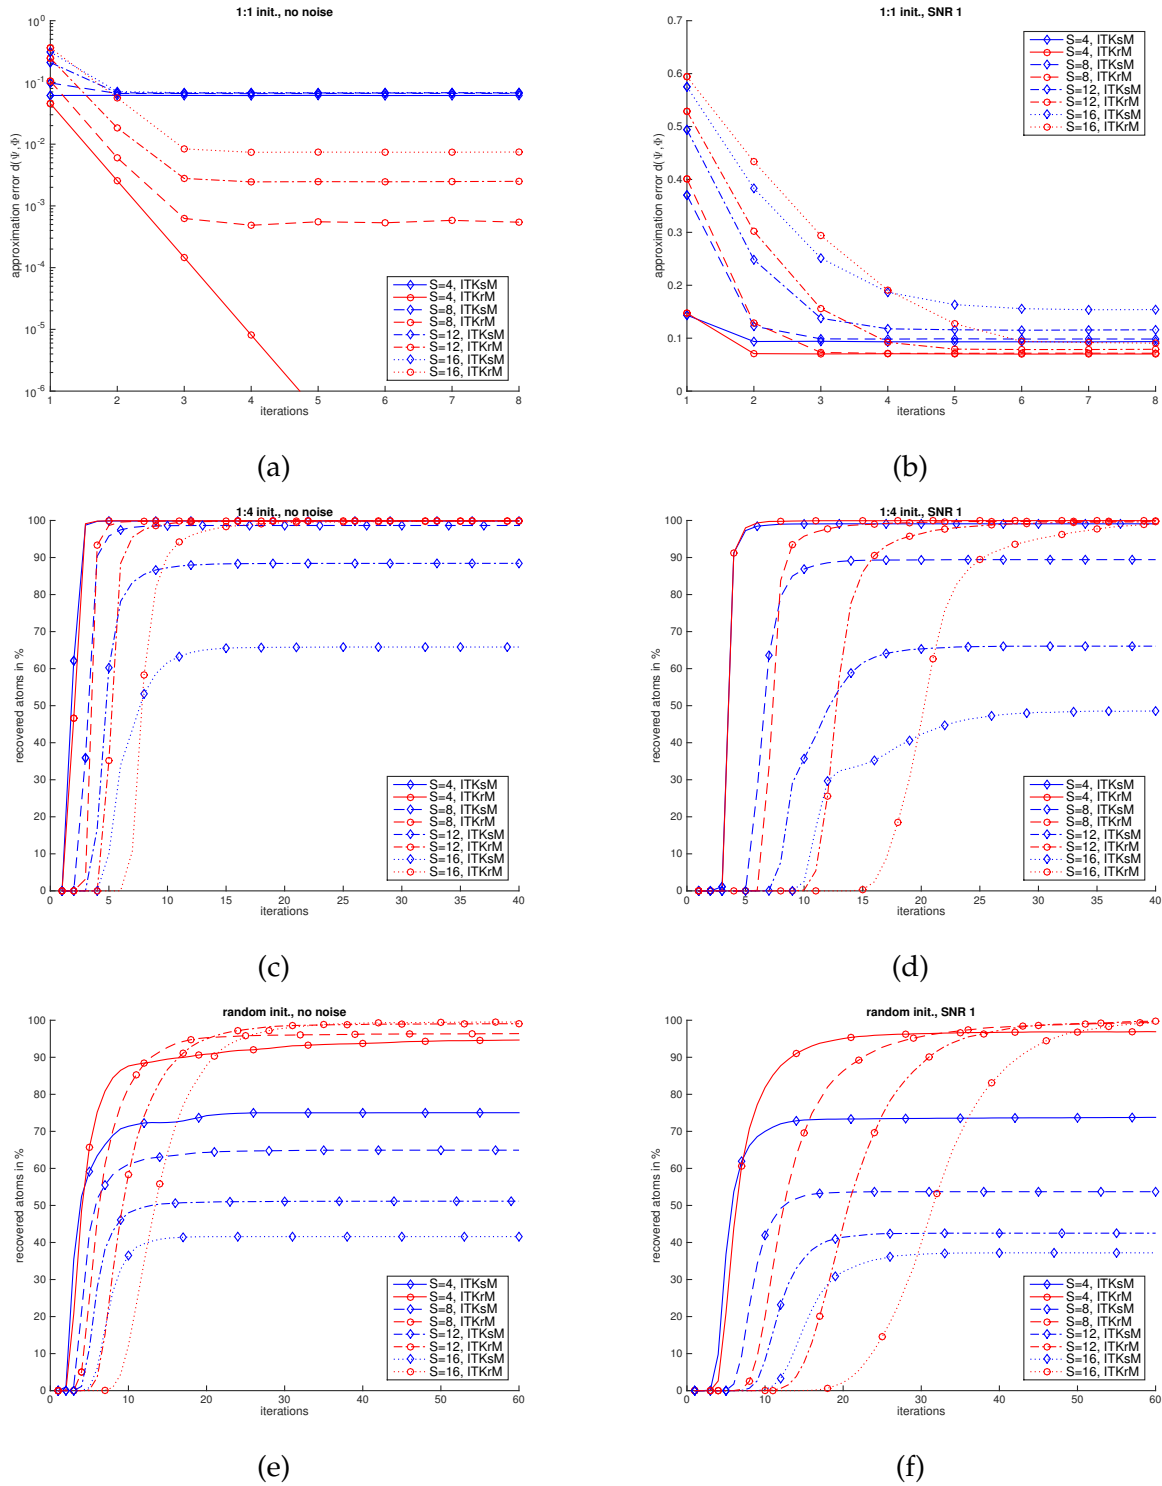 1:1 init., no noise
10^0
10^-1
10^-2
10^-3
10^-4
10^-5
10^-6
approximation error d(Ψ,Φ)
S=4, ITKsM
S=4, ITKrM
S=8, ITKsM
S=8, ITKrM
S=12, ITKsM
S=12, ITKrM
S=16, ITKsM
S=16, ITKrM
1 2 3 4 5 6 7 8
iterations
(a)
1:1 init., SNR 1
0.6
0.5
0.4
0.3
0.2
0.1
0
approximation error d(Ψ,Φ)
S=4, ITKsM
S=4, ITKrM
S=8, ITKsM
S=8, ITKrM
S=12, ITKsM
S=12, ITKrM
S=16, ITKsM
S=16, ITKrM
1 2 3 4 5 6 7 8
iterations
(b)
1:4 init., no noise
100
90
80
70
60
50
40
30
20
10
0
recovered atoms in %
S=4, ITKsM
S=4, ITKrM
S=8, ITKsM
S=8, ITKrM
S=12, ITKsM
S=12, ITKrM
S=16, ITKsM
S=16, ITKrM
0 5 10 15 20 25 30 35 40
iterations
(c)
1:4 init., SNR 1
100
90
80
70
60
50
40
30
20
10
0
recovered atoms in %
S=4, ITKsM
S=4, ITKrM
S=8, ITKsM
S=8, ITKrM
S=12, ITKsM
S=12, ITKrM
S=16, ITKsM
S=16, ITKrM
0 5 10 15 20 25 30 35 40
iterations
(d)
random init., no noise
100
90
80
70
60
50
40
30
20
10
0
recovered atoms in %
S=4, ITKsM
S=4, ITKrM
S=8, ITKsM
S=8, ITKrM
S=12, ITKsM
S=12, ITKrM
S=16, ITKsM
S=16, ITKrM
0 10 20 30 40 50 60
iterations
(e)
random init., SNR 1
100
90
80
70
60
50
40
30
20
10
0
recovered atoms in %
S=4, ITKsM
S=4, ITKrM
S=8, ITKsM
S=8, ITKrM
S=12, ITKsM
S=12, ITKrM
S=16, ITKsM
S=16, ITKrM
0 10 20 30 40 50 60
iterations
(f)